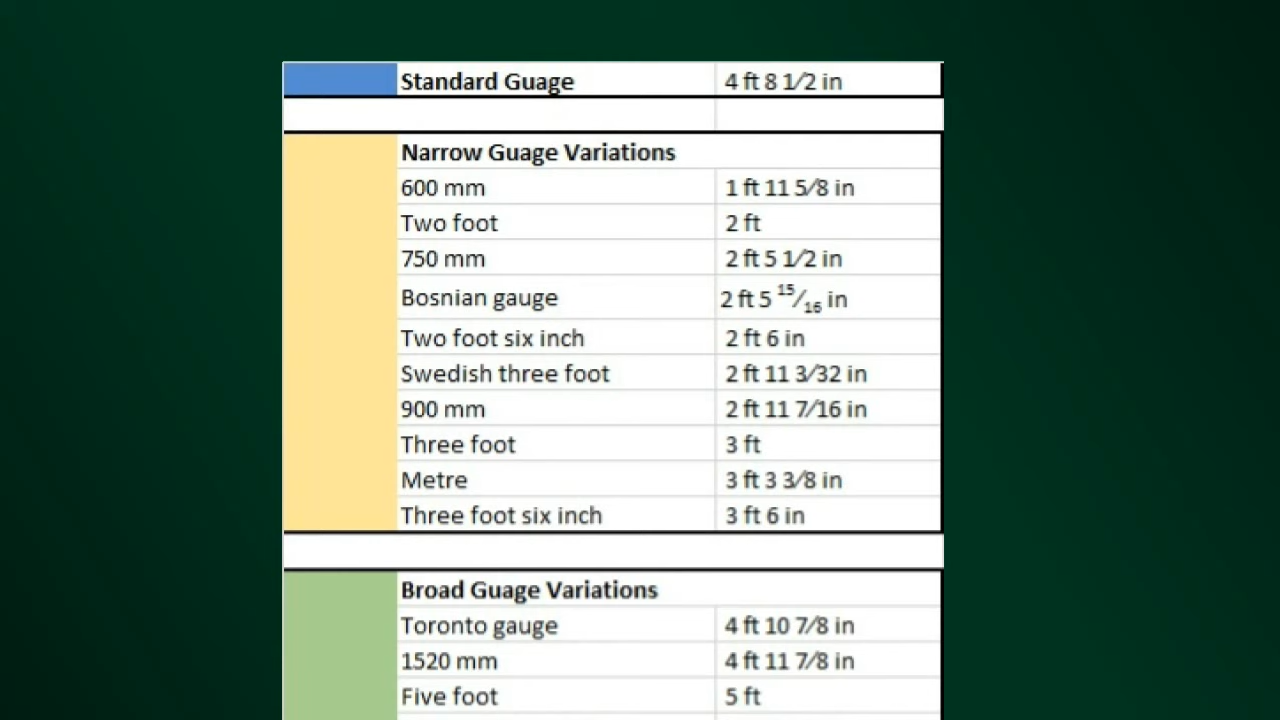 Standard Guage 4 ft 8 1⁄2 in
Narrow Guage Variations
600 mm 1 ft 11 5⁄8 in
Two foot 2 ft
750 mm 2 ft 5 1⁄2 in
Bosnian gauge 2 ft 5 15⁄16 in
Two foot six inch 2 ft 6 in
Swedish three foot 2 ft 11 3⁄32 in
900 mm 2 ft 11 7⁄16 in
Three foot 3 ft
Metre 3 ft 3 3⁄8 in
Three foot six inch 3 ft 6 in
Broad Guage Variations
Toronto gauge 4 ft 10 7⁄8 in
1520 mm 4 ft 11 7⁄8 in
Five foot 5 ft